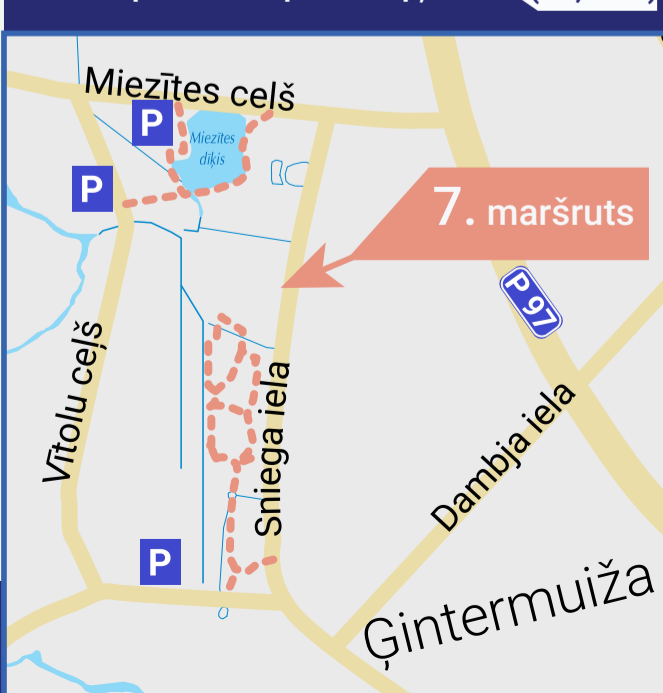 Miezītes ceļš
P
Miezītes
dīķis
P
7. maršruts
P 97
Vītolu ceļš
Sniega iela
Dambja iela
P
Ģintermuiža